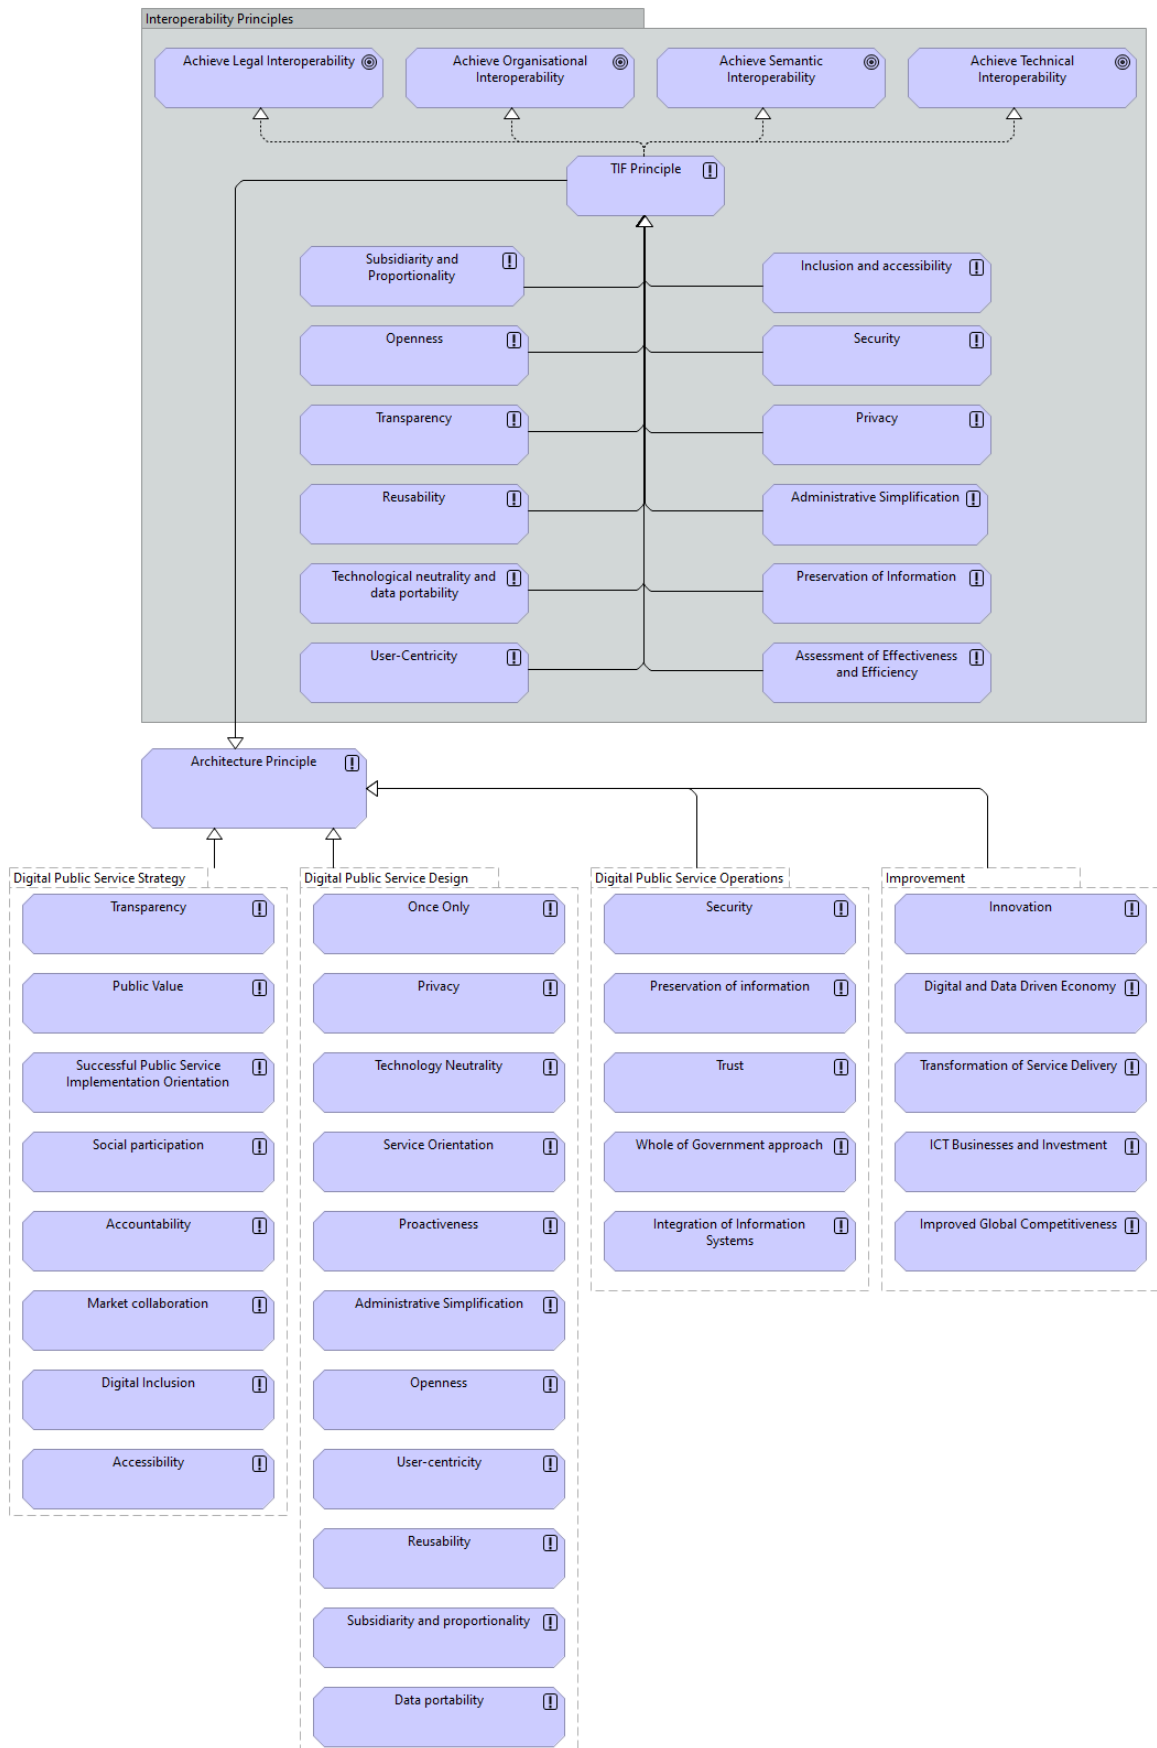 Interoperability Principles
Achieve Legal Interoperability
Achieve Organisational
Interoperability
Achieve Semantic
Interoperability
Achieve Technical
Interoperability
TIF Principle
Subsidiarity and
Proportionality
Inclusion and accessibility
Openness
Security
Transparency
Privacy
Reusability
Administrative Simplification
Technological neutrality and
data portability
Preservation of Information
User-Centricity
Assessment of Effectiveness
and Efficiency
Architecture Principle
Digital Public Service Strategy
Transparency
Public Value
Successful Public Service
Implementation Orientation
Social participation
Accountability
Market collaboration
Digital Inclusion
Accessibility
Digital Public Service Design
Once Only
Privacy
Technology Neutrality
Service Orientation
Proactiveness
Administrative Simplification
Openness
User-centricity
Reusability
Subsidiarity and proportionality
Data portability
Digital Public Service Operations
Security
Preservation of information
Trust
Whole of Government approach
Integration of Information
Systems
Improvement
Innovation
Digital and Data Driven Economy
Transformation of Service Delivery
ICT Businesses and Investment
Improved Global Competitiveness